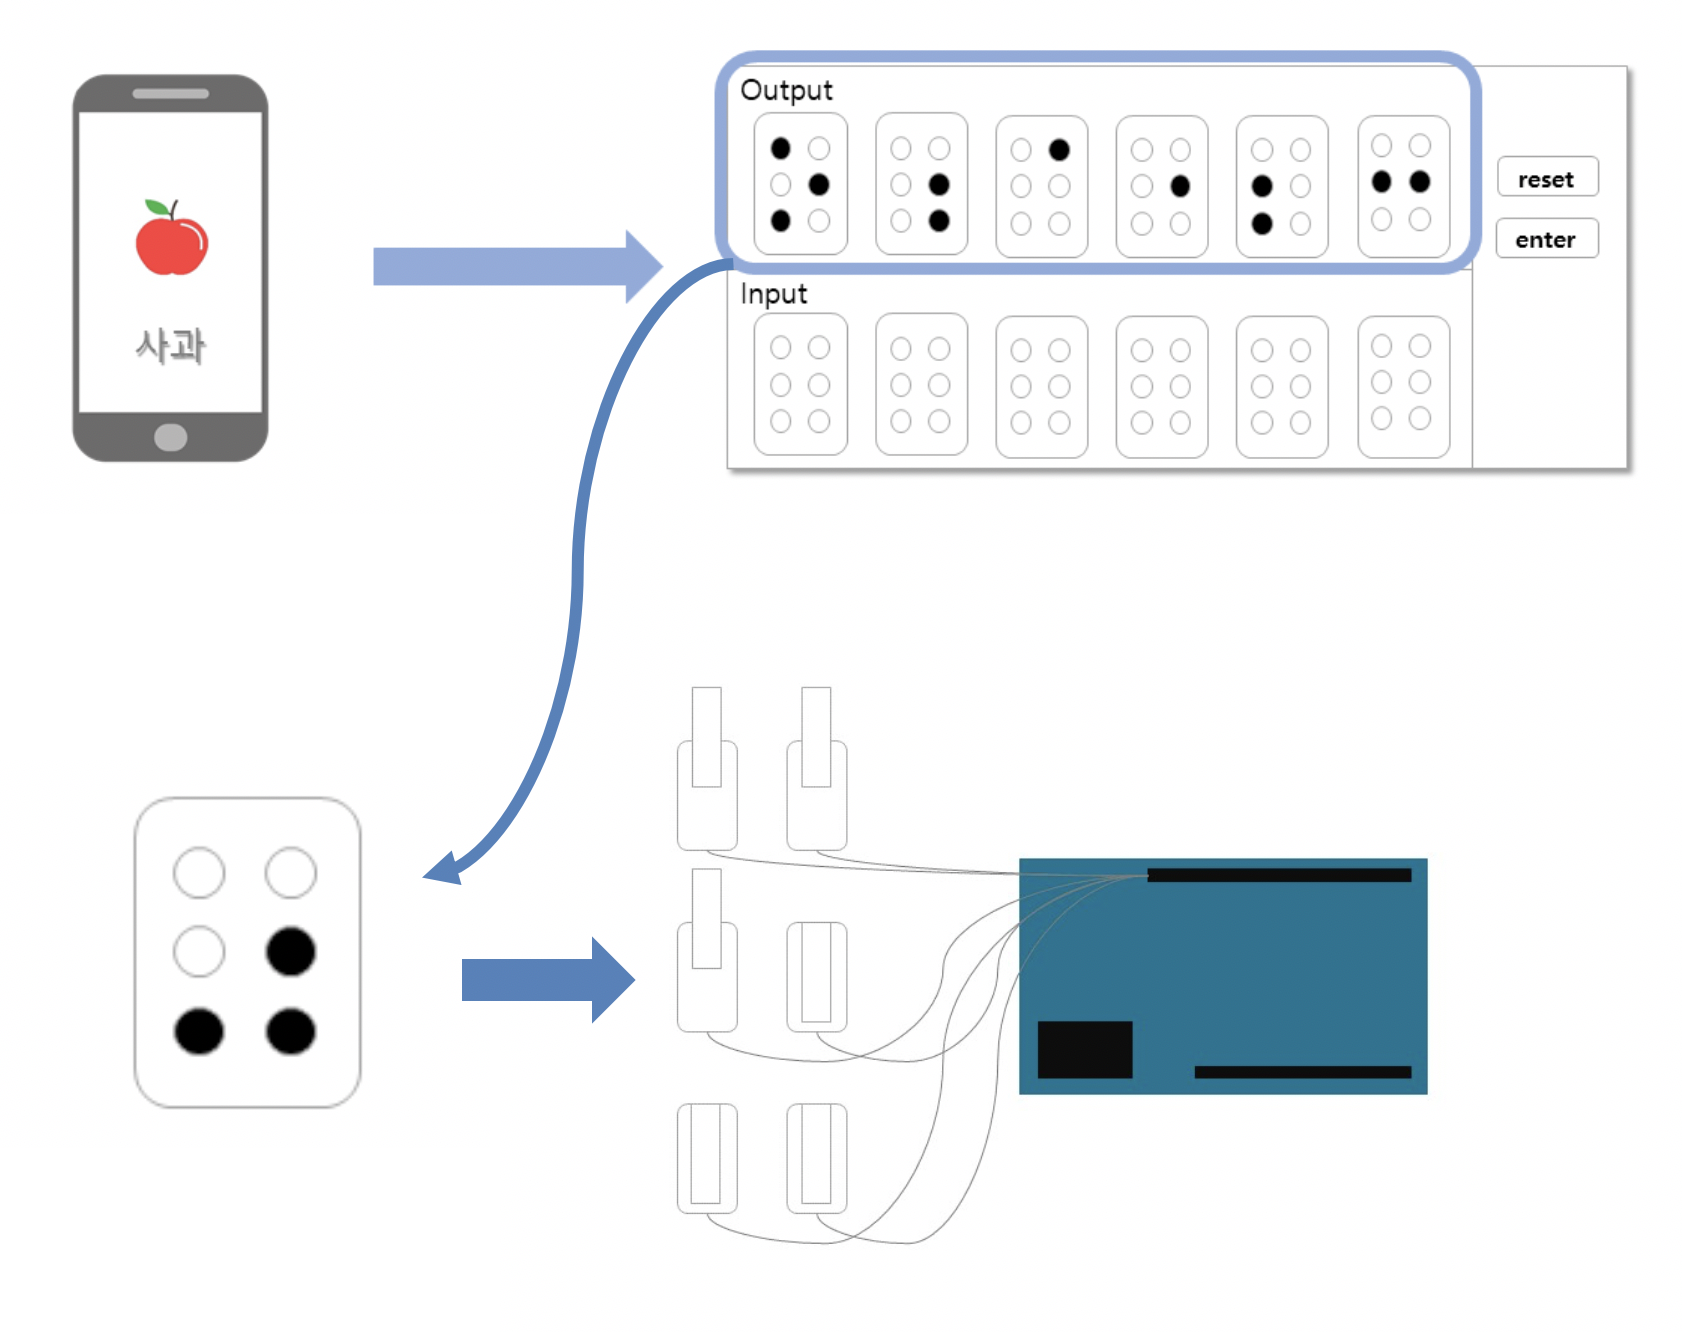 사과
Output
reset
enter
Input